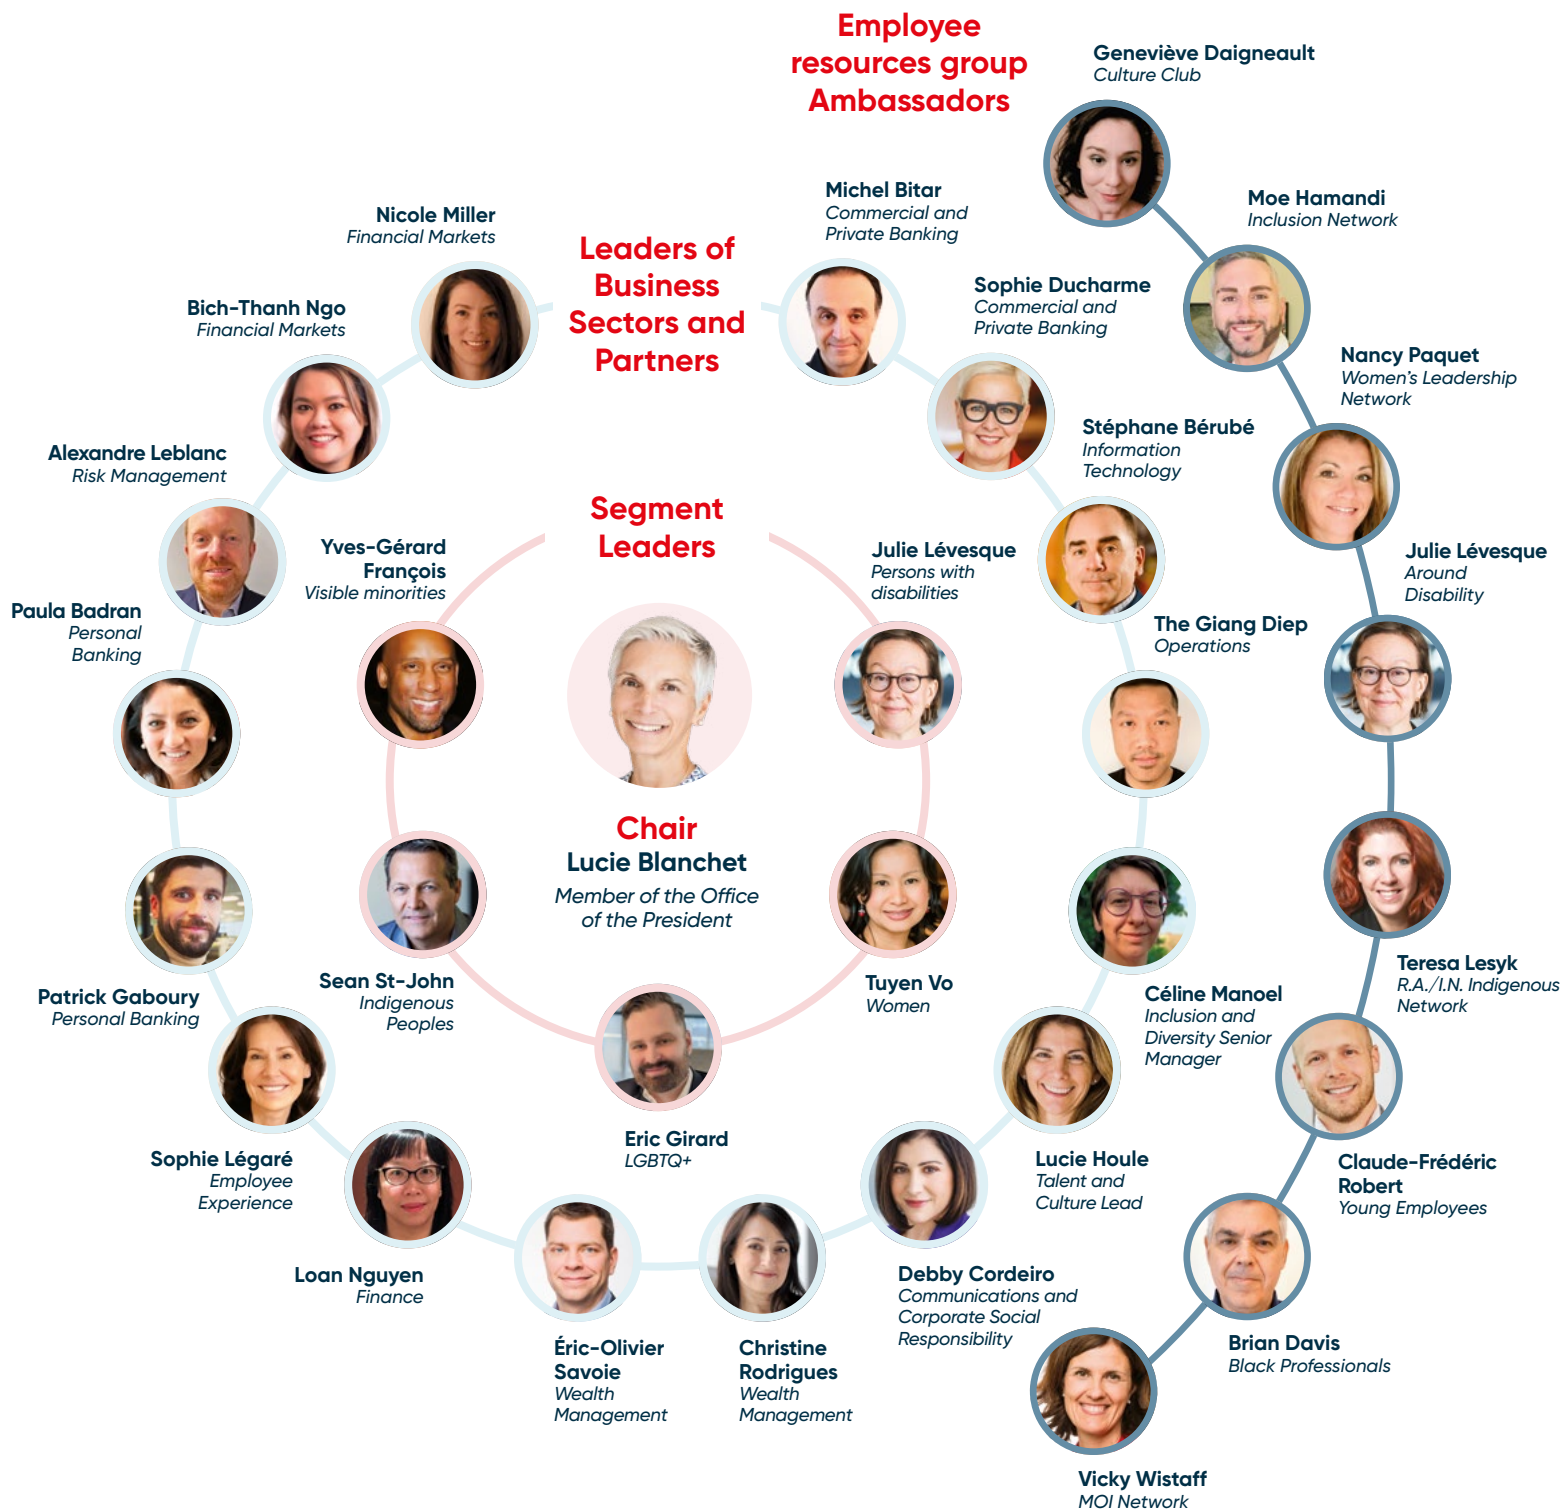 Employee
resources group
Ambassadors
Geneviève Daigneault
Culture Club
Moe Hamandi
Inclusion Network
Nancy Paquet
Women's Leadership
Network
Julie Lévesque
Around
Disability
Teresa Lesyk
R.A./I.N. Indigenous
Network
Claude-Frédéric
Robert
Young Employees
Brian Davis
Black Professionals
Vicky Wistaff
MOI Network
Leaders of
Business
Sectors and
Partners
Michel Bitar
Commercial and
Private Banking
Sophie Ducharme
Commercial and
Private Banking
Stéphane Bérubé
Information
Technology
The Giang Diep
Operations
Céline Manoel
Inclusion and
Diversity Senior
Manager
Lucie Houle
Talent and
Culture Lead
Debby Cordeiro
Communications and
Corporate Social
Responsibility
Christine
Rodrigues
Wealth
Management
Éric-Olivier
Savoie
Wealth
Management
Loan Nguyen
Finance
Sophie Légaré
Employee
Experience
Patrick Gaboury
Personal Banking
Paula Badran
Personal
Banking
Alexandre Leblanc
Risk Management
Bich-Thanh Ngo
Financial Markets
Nicole Miller
Financial Markets
Segment
Leaders
Yves-Gérard
François
Visible minorities
Julie Lévesque
Persons with
disabilities
Tuyen Vo
Women
Eric Girard
LGBTQ+
Sean St-John
Indigenous
Peoples
Chair
Lucie Blanchet
Member of the Office
of the President